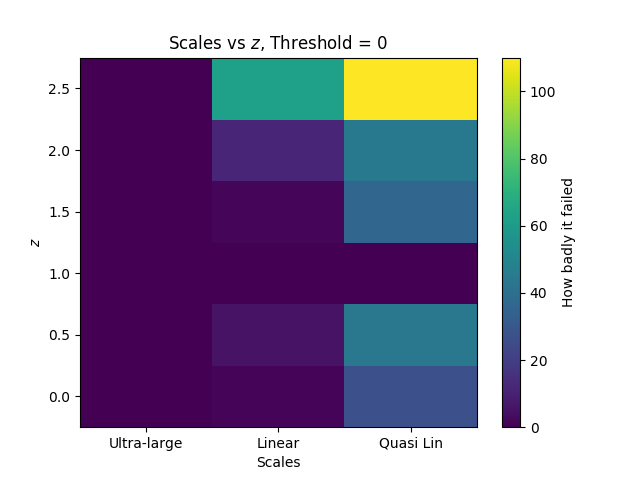 Scales vs z, Threshold = 0
2.5
2.0
1.5
1.0
0.5
0.0
z
Ultra-large Linear Quasi Lin
Scales
100
80
60
40
20
0
How badly it failed